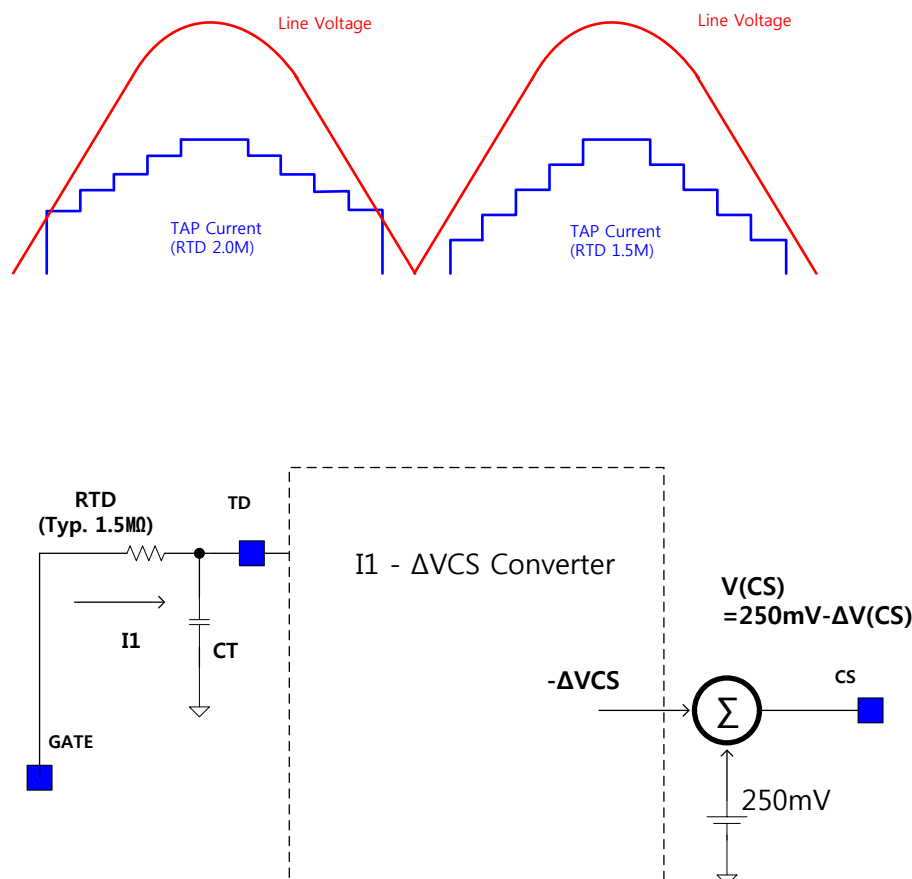 Line Voltage
Line Voltage
TAP Current
(RTD 2.0M)
TAP Current
(RTD 1.5M)
RTD
(Typ. 1.5MΩ)
TD
I1 - ΔVCS Converter
I1
CT
V(CS)
=250mV-ΔV(CS)
-ΔVCS
CS
Σ
GATE
250mV